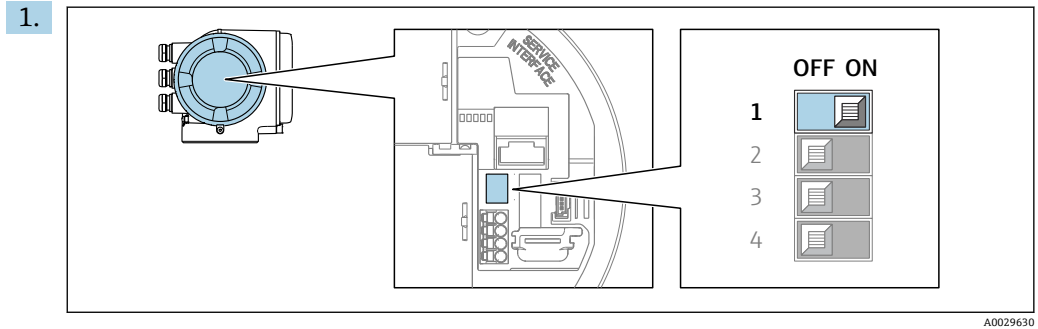 1.
SERVICE
INTERFACE
OFF ON
1
2
3
4
A0029630